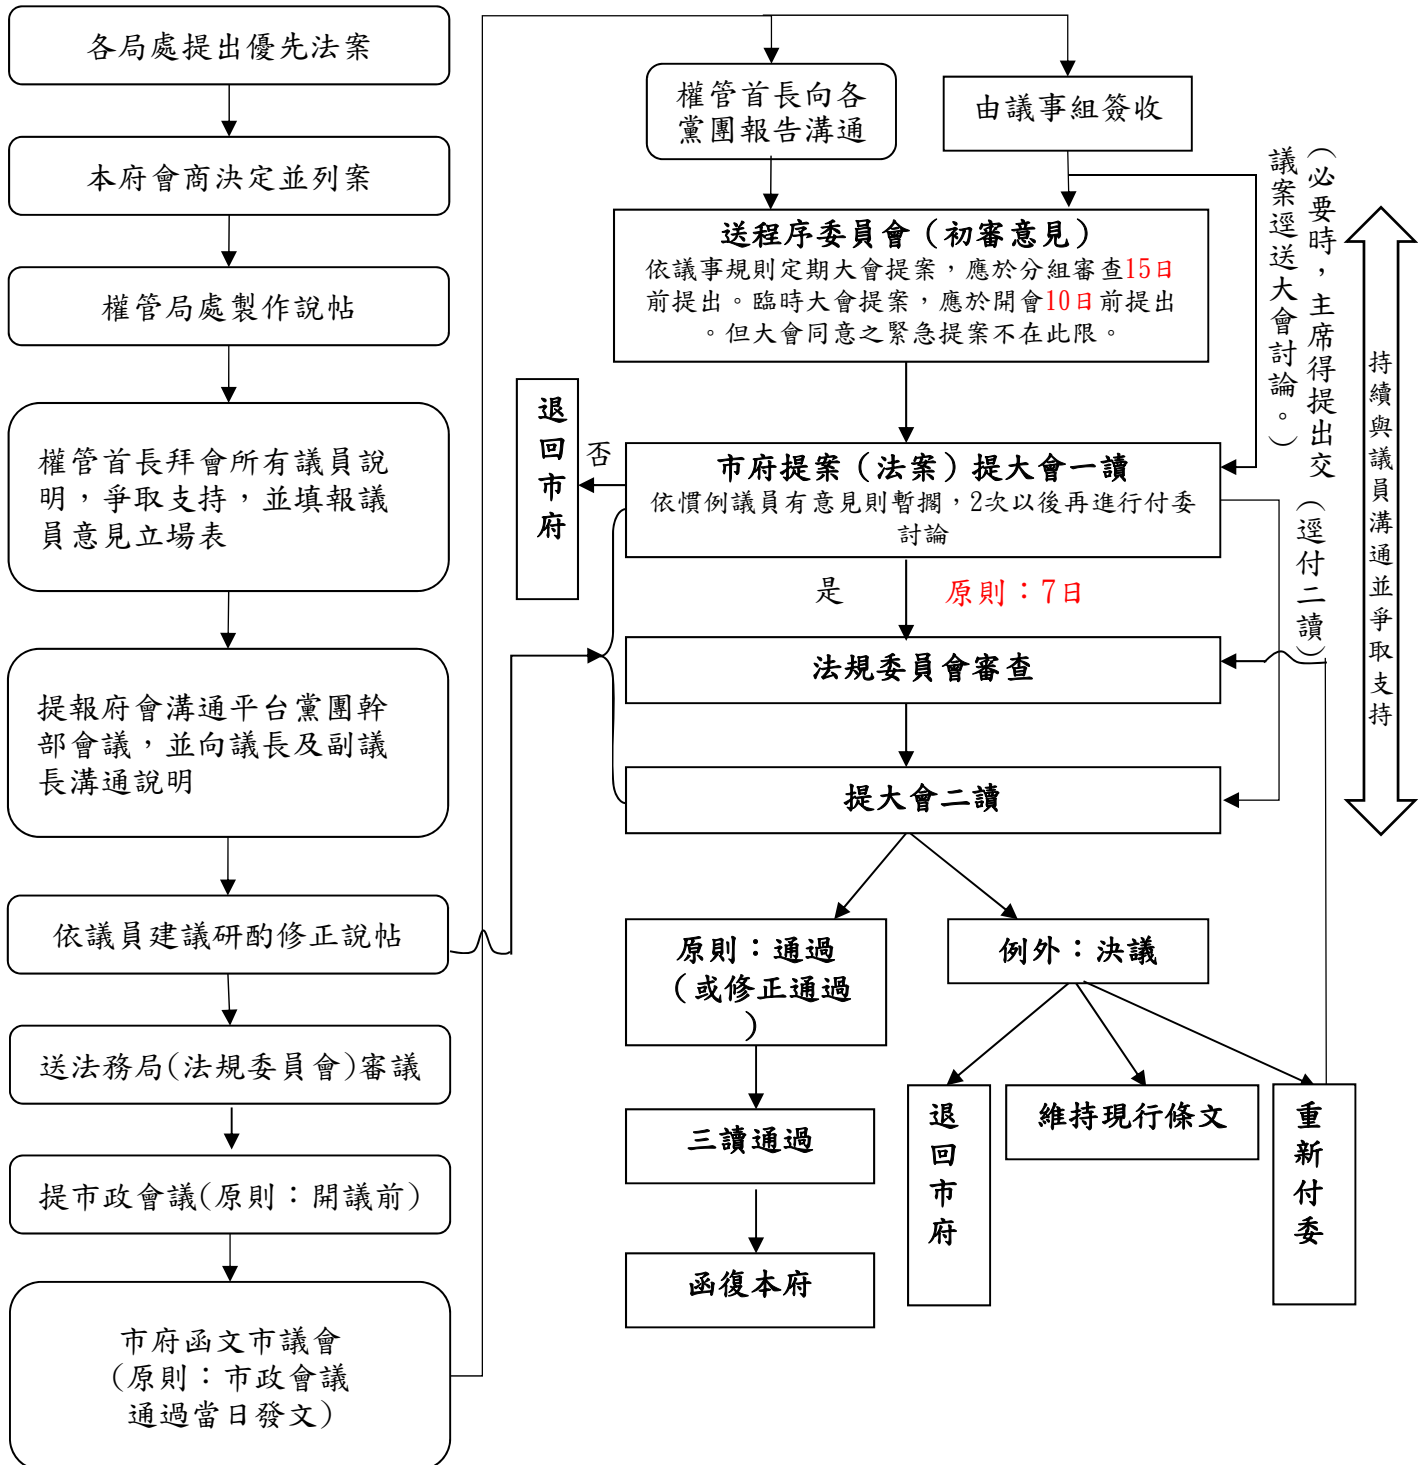 各局處提出優先法案
本府會商決定並列案
權管局處製作說帖
權管首長拜會所有議員說
明，爭取支持，並填報議
員意見立場表
提報府會溝通平台黨團幹
部會議，並向議長及副議
長溝通說明
依議員建議研酌修正說帖
送法務局(法規委員會)審議
提市政會議(原則：開議前)
市府函文市議會
(原則：市政會議
通過當日發文)
權管首長向各
黨團報告溝通
由議事組簽收
送程序委員會（初審意見）
依議事規則定期大會提案，應於分組審查15日
前提出。臨時大會提案，應於開會10日前提出
。但大會同意之緊急提案不在此限。
（必要時，主席得提出交
議案逕送大會討論。）
退回市府
否
市府提案（法案）提大會一讀
依慣例議員有意見則暫擱，2次以後再進行付委
討論
是
原則：7日
（逕付二讀）
法規委員會審查
提大會二讀
持續與議員溝通並爭取支持
原則：通過
（或修正通過
）
例外：決議
三讀通過
函復本府
退回市府
維持現行條文
重新付委